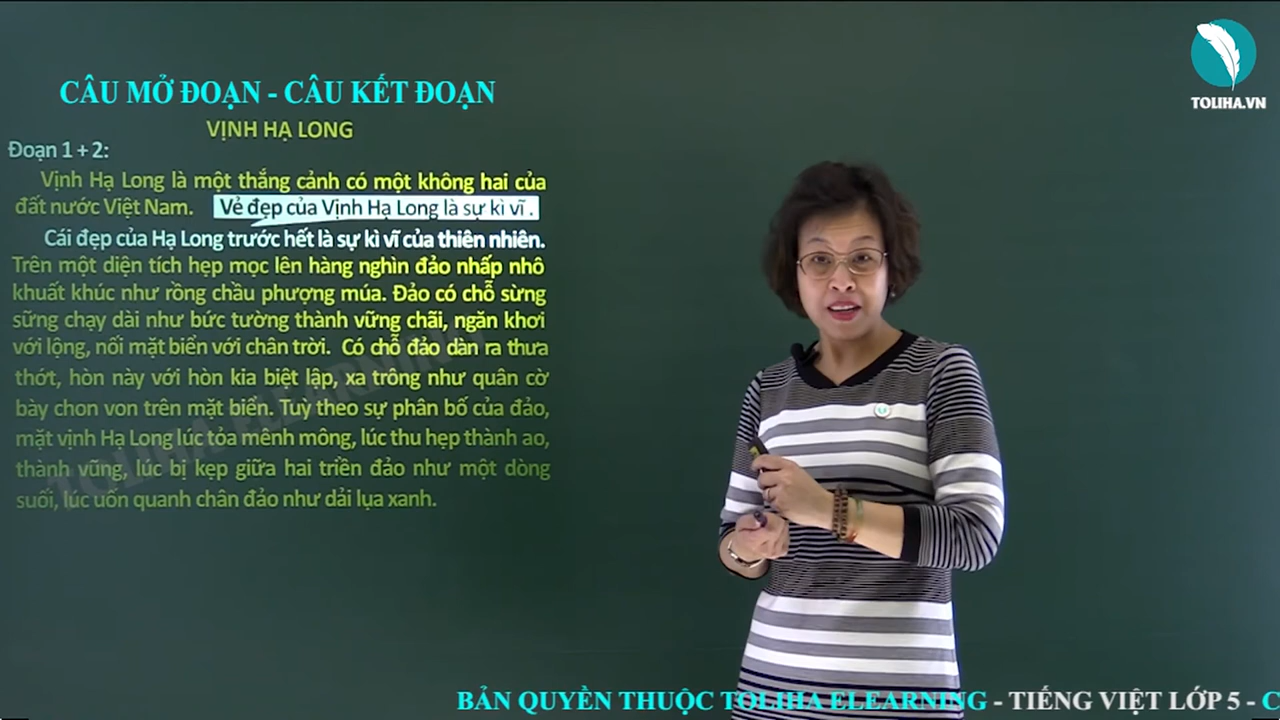 TOLIHA.VN
CÂU MỞ ĐOẠN - CÂU KẾT ĐOẠN
VỊNH HẠ LONG
Đoạn 1 + 2:
Vịnh Hạ Long là một thắng cảnh có một không hai của
đất nước Việt Nam. Vẻ đẹp của Vịnh Hạ Long là sự kì vĩ .
Cái đẹp của Hạ Long trước hết là sự kì vĩ của thiên nhiên.
Trên một diện tích hẹp mọc lên hàng nghìn đảo nhấp nhô
khuất khúc như rồng chầu phượng múa. Đảo có chỗ sừng
sững chạy dài như bức tường thành vững chãi, ngăn khơi
với lộng, nối mặt biển với chân trời. Có chỗ đảo dàn ra thưa
thớt, hòn này với hòn kia biệt lập, xa trông như quân cờ
bày chon von trên mặt biển. Tuỳ theo sự phân bố của đảo,
mặt vịnh Hạ Long lúc tỏa mênh mông, lúc thu hẹp thành ao,
thành vũng, lúc bị kẹp giữa hai triền đảo như một dòng
suối, lúc uốn quanh chân đảo như dải lụa xanh.
TOLIHA ELEARNING
BẢN QUYỀN THUỘC TOLIHA ELEARNING - TIẾNG VIỆT LỚP 5 - C